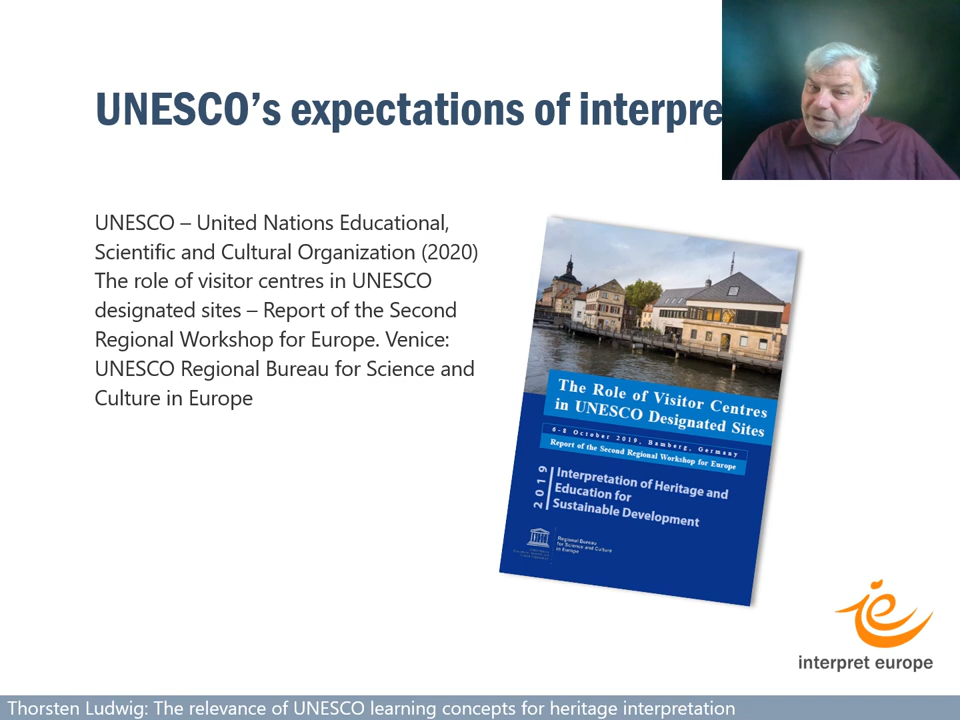 UNESCO’s expectations of interpre
UNESCO – United Nations Educational,
Scientific and Cultural Organization (2020)
The role of visitor centres in UNESCO
designated sites – Report of the Second
Regional Workshop for Europe. Venice:
UNESCO Regional Bureau for Science and
Culture in Europe
The Role of Visitor Centres
in UNESCO Designated Sites
6-8 October 2019, Bamberg, Germany
Report of the Second Regional Workshop for Europe
2019
Interpretation of Heritage and
Education for
Sustainable Development
Regional Bureau
for Science and Culture
in Europe
interpret europe
Thorsten Ludwig: The relevance of UNESCO learning concepts for heritage interpretation